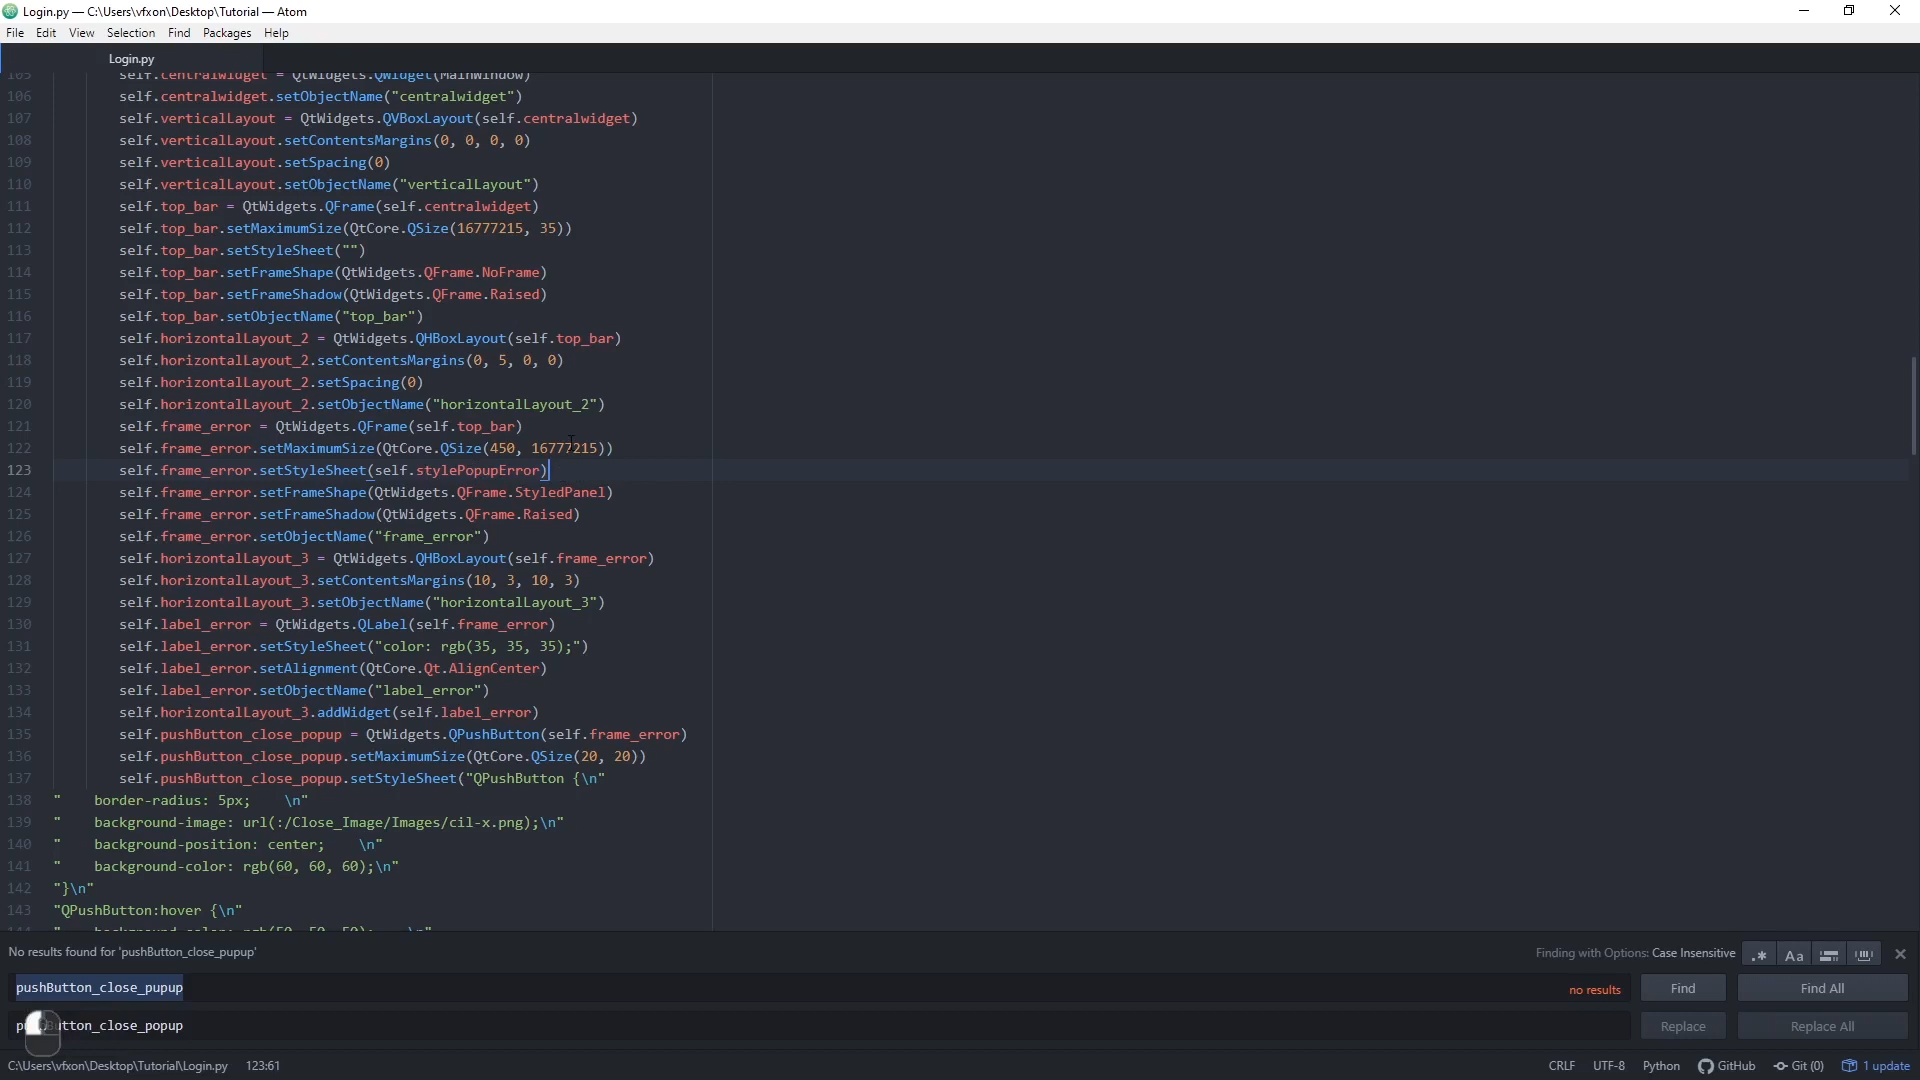 Login.py — C:\Users\vfxon\Desktop\Tutorial — Atom
File Edit View Selection Find Packages Help
Login.py
105 self.centralwidget = QtWidgets.QWidget(MainWindow)
106 self.centralwidget.setObjectName("centralwidget")
107 self.verticalLayout = QtWidgets.QVBoxLayout(self.centralwidget)
108 self.verticalLayout.setContentsMargins(0, 0, 0, 0)
109 self.verticalLayout.setSpacing(0)
110 self.verticalLayout.setObjectName("verticalLayout")
111 self.top_bar = QtWidgets.QFrame(self.centralwidget)
112 self.top_bar.setMaximumSize(QtCore.QSize(16777215, 35))
113 self.top_bar.setStyleSheet("")
114 self.top_bar.setFrameShape(QtWidgets.QFrame.NoFrame)
115 self.top_bar.setFrameShadow(QtWidgets.QFrame.Raised)
116 self.top_bar.setObjectName("top_bar")
117 self.horizontalLayout_2 = QtWidgets.QHBoxLayout(self.top_bar)
118 self.horizontalLayout_2.setContentsMargins(0, 5, 0, 0)
119 self.horizontalLayout_2.setSpacing(0)
120 self.horizontalLayout_2.setObjectName("horizontalLayout_2")
121 self.frame_error = QtWidgets.QFrame(self.top_bar)
122 self.frame_error.setMaximumSize(QtCore.QSize(450, 16777215))
123 self.frame_error.setStyleSheet(self.stylePopupError)
124 self.frame_error.setFrameShape(QtWidgets.QFrame.StyledPanel)
125 self.frame_error.setFrameShadow(QtWidgets.QFrame.Raised)
126 self.frame_error.setObjectName("frame_error")
127 self.horizontalLayout_3 = QtWidgets.QHBoxLayout(self.frame_error)
128 self.horizontalLayout_3.setContentsMargins(10, 3, 10, 3)
129 self.horizontalLayout_3.setObjectName("horizontalLayout_3")
130 self.label_error = QtWidgets.QLabel(self.frame_error)
131 self.label_error.setStyleSheet("color: rgb(35, 35, 35);")
132 self.label_error.setAlignment(QtCore.Qt.AlignCenter)
133 self.label_error.setObjectName("label_error")
134 self.horizontalLayout_3.addWidget(self.label_error)
135 self.pushButton_close_popup = QtWidgets.QPushButton(self.frame_error)
136 self.pushButton_close_popup.setMaximumSize(QtCore.QSize(20, 20))
137 self.pushButton_close_popup.setStyleSheet("QPushButton {\n"
138 "    border-radius: 5px;    \n"
139 "    background-image: url(:/Close_Image/Images/cil-x.png);\n"
140 "    background-position: center;    \n"
141 "    background-color: rgb(60, 60, 60);\n"
142 "}\n"
143 "QPushButton:hover {\n"
144 "    background-color: rgb(50, 50, 50);    \n"
No results found for 'pushButton_close_pupup' Finding with Options: Case Insensitive .* Aa
pushButton_close_pupup no results Find Find All
pushButton_close_popup Replace Replace All
C:\Users\vfxon\Desktop\Tutorial\Login.py 123:61 CRLF UTF-8 Python GitHub Git (0) 1 update